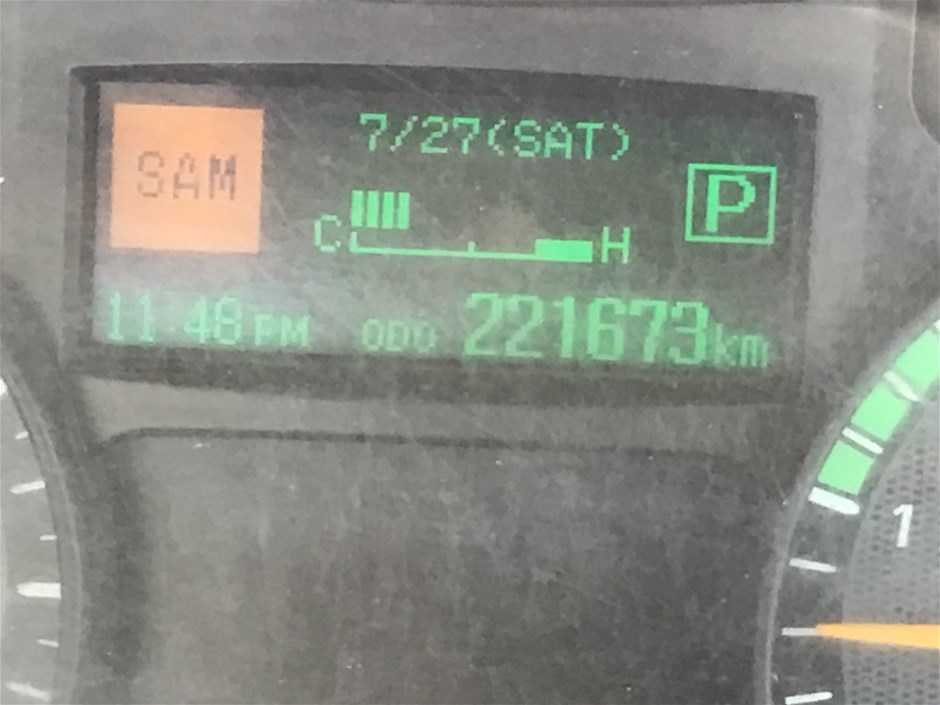 7/27(SAT)
SAM
P
C H
11:48 PM ODO 221673km
1